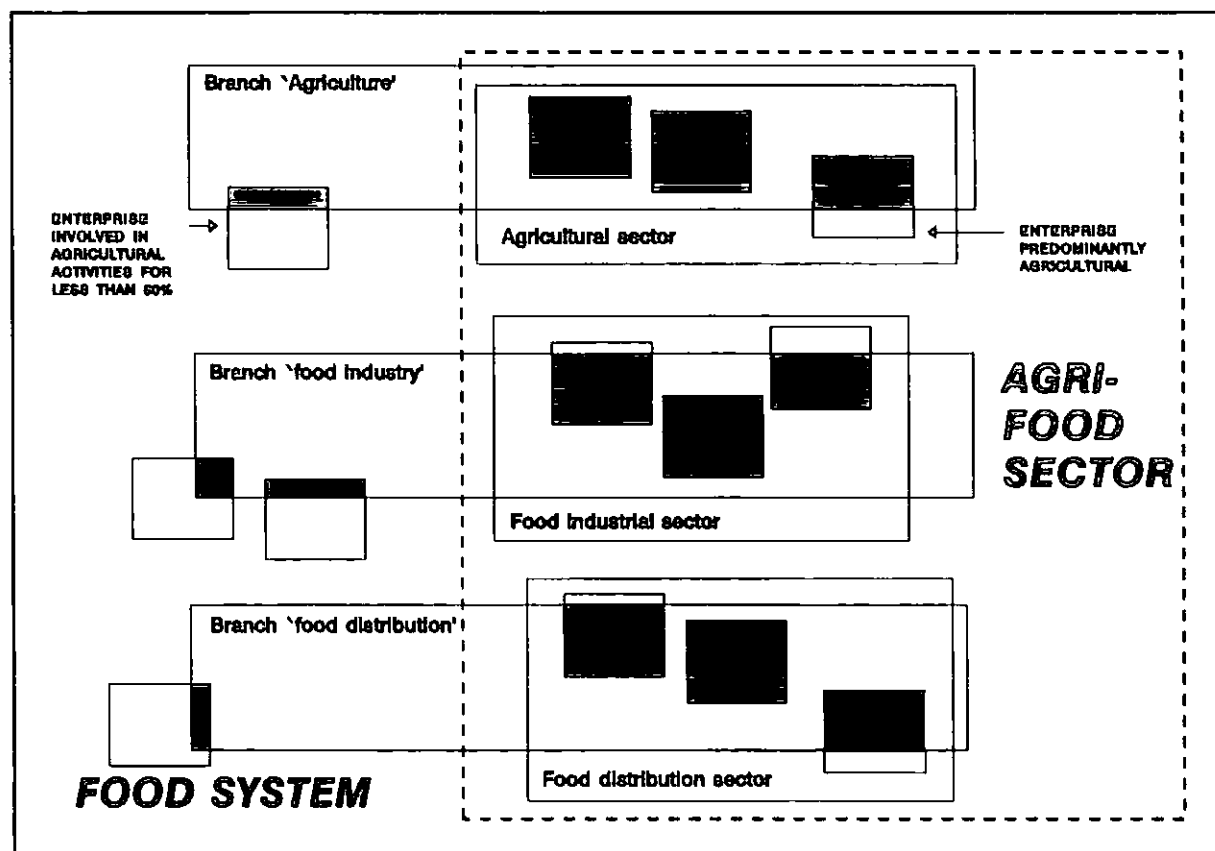 Branch `Agriculture'
ENTERPRISE
INVOLVED IN
AGRICULTURAL
ACTIVITIES FOR
LESS THAN 50%
Agricultural sector
ENTERPRISE
PREDOMINANTLY
AGRICULTURAL
Branch `food industry'
AGRI-
FOOD
SECTOR
Food industrial sector
Branch `food distribution'
Food distribution sector
FOOD SYSTEM